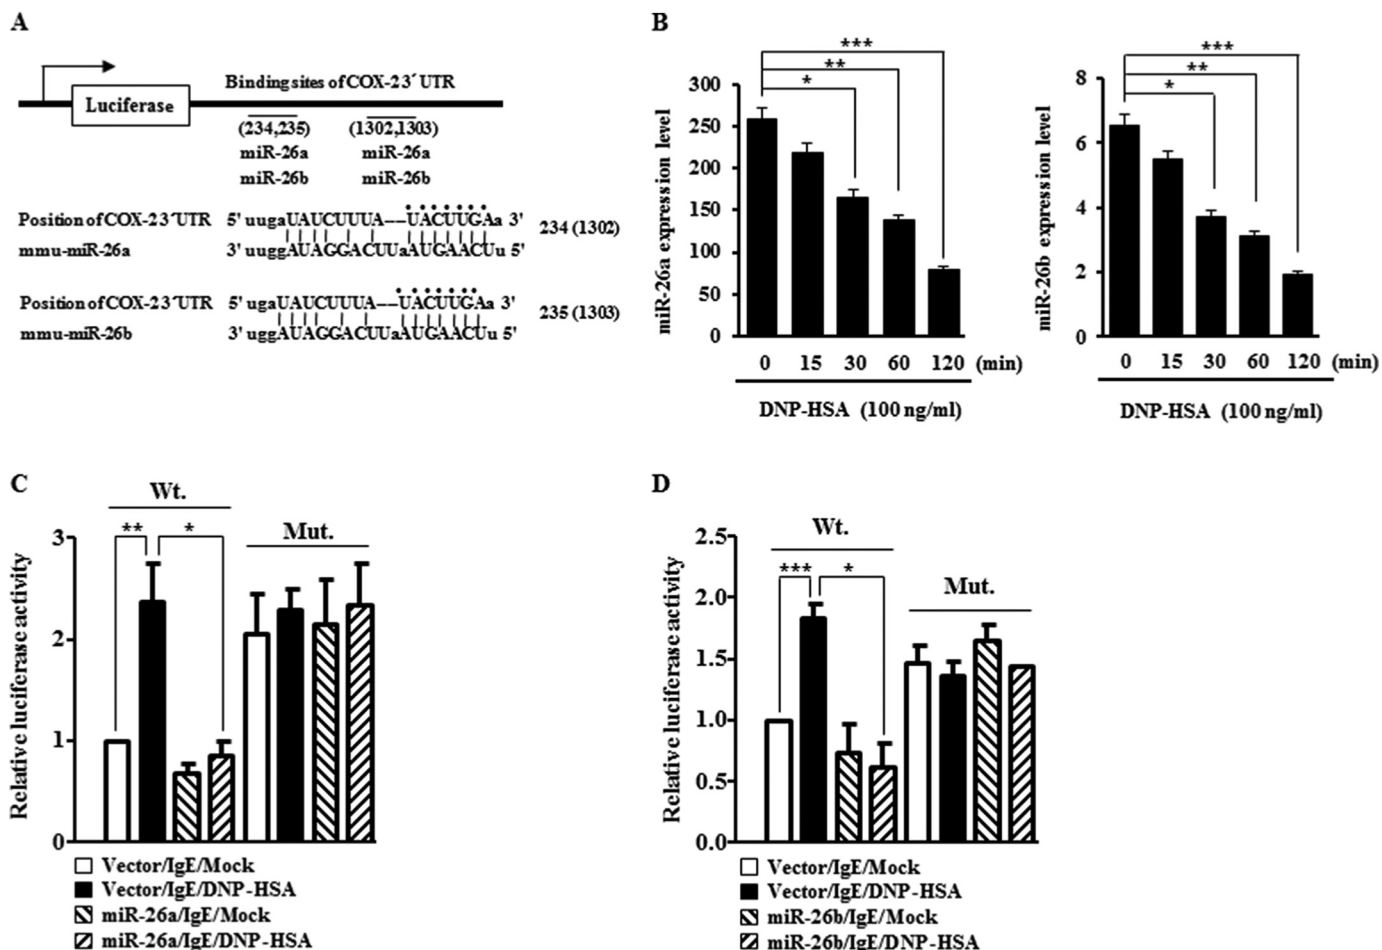 A
Binding sites of COX-2 3´ UTR
Luciferase
(234,235) (1302,1303)
miR-26a miR-26a
miR-26b miR-26b
Position of COX-2 3´UTR 5' uugaUAUCUUUA---UACUUGAa 3' 234 (1302)
mmu-miR-26a 3' uuggAUAGGACUUaAUGAACUu 5'
Position of COX-2 3´UTR 5' ugaUAUCUUUA---UACUUGAa 3' 235 (1303)
mmu-miR-26b 3' uggAUAGGACUUaAUGAACUu 5'
B
miR-26a expression level
300
250
200
150
100
50
0
***
**
*
0 15 30 60 120 (min)
DNP-HSA (100 ng/ml)
miR-26b expression level
8
6
4
2
0
***
**
*
0 15 30 60 120 (min)
DNP-HSA (100 ng/ml)
C
Relative luciferase activity
3
2
1
0
Wt.
** *
Mut.
Vector/IgE/Mock
Vector/IgE/DNP-HSA
miR-26a/IgE/Mock
miR-26a/IgE/DNP-HSA
D
Relative luciferase activity
2.5
2.0
1.5
1.0
0.5
0.0
Wt.
*** *
Mut.
Vector/IgE/Mock
Vector/IgE/DNP-HSA
miR-26b/IgE/Mock
miR-26b/IgE/DNP-HSA